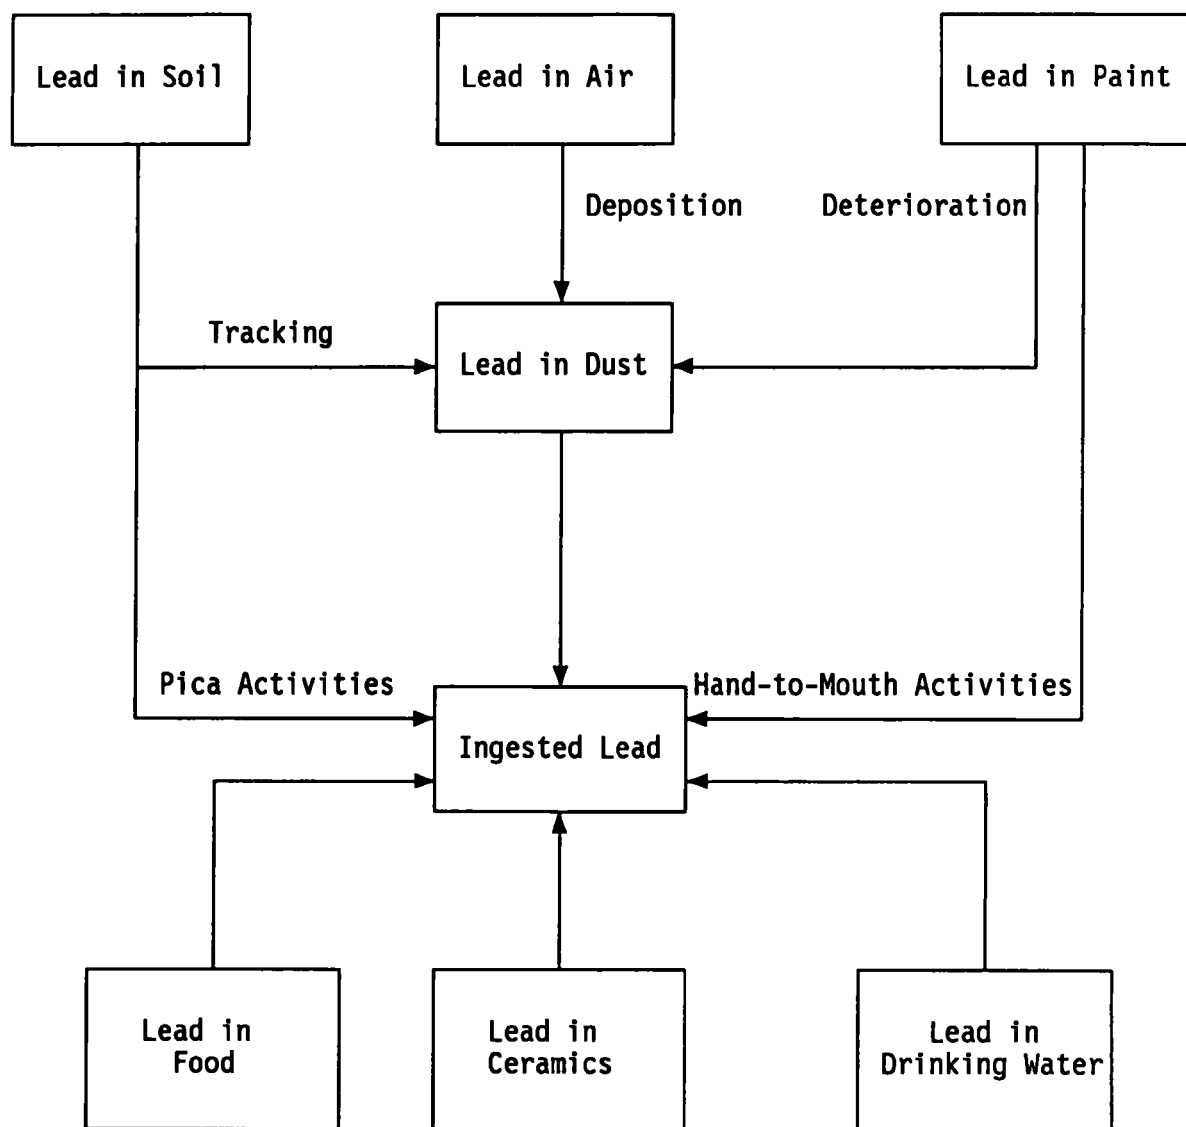 Lead in Soil
Lead in Air
Lead in Paint
Deposition
Deterioration
Tracking
Lead in Dust
Pica Activities
Hand-to-Mouth Activities
Ingested Lead
Lead in
Food
Lead in
Ceramics
Lead in
Drinking Water